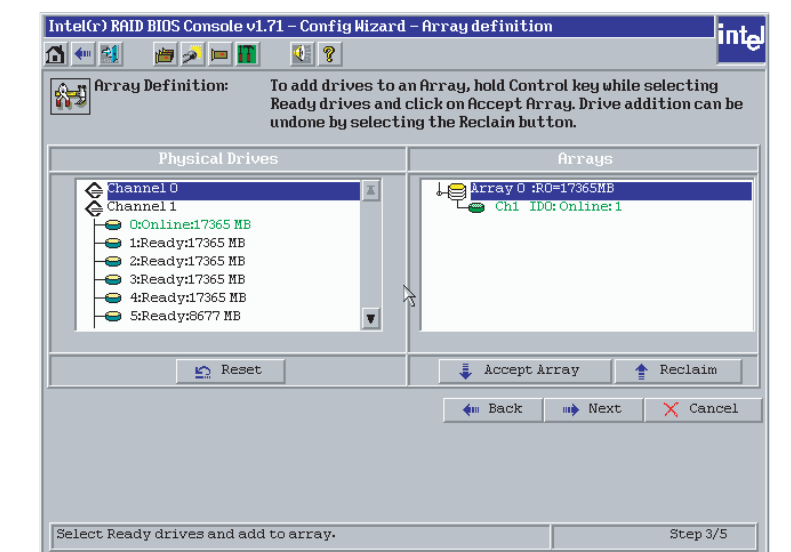 Intel(r) RAID BIOS Console v1.71 – Config Wizard – Array definition
intel
Array Definition:
To add drives to an Array, hold Control key while selecting
Ready drives and click on Accept Array. Drive addition can be
undone by selecting the Reclaim button.
Physical Drives
Channel 0
Channel 1
0:Online:17365 MB
1:Ready:17365 MB
2:Ready:17365 MB
3:Ready:17365 MB
4:Ready:17365 MB
5:Ready:8677 MB
Reset
Arrays
Array 0 :R0=17365MB
Ch1 ID0: Online: 1
Accept Array
Reclaim
Back
Next
Cancel
Select Ready drives and add to array.
Step 3/5